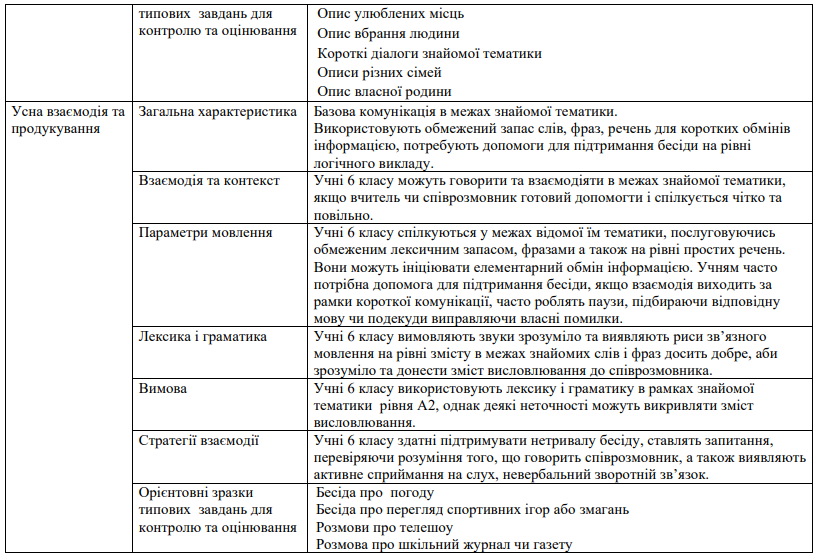 типових завдань для
контролю та оцінювання
Опис улюблених місць
Опис вбрання людини
Короткі діалоги знайомої тематики
Описи різних сімей
Опис власної родини
Усна взаємодія та
продукування
Загальна характеристика
Базова комунікація в межах знайомої тематики.
Використовують обмежений запас слів, фраз, речень для коротких обмінів
інформацією, потребують допомоги для підтримання бесіди на рівні
логічного викладу.
Взаємодія та контекст
Учні 6 класу можуть говорити та взаємодіяти в межах знайомої тематики,
якщо вчитель чи співрозмовник готовий допомогти і спілкується чітко та
повільно.
Параметри мовлення
Учні 6 класу спілкуються у межах відомої їм тематики, послуговуючись
обмеженим лексичним запасом, фразами а також на рівні простих речень.
Вони можуть ініціювати елементарний обмін інформацією. Учням часто
потрібна допомога для підтримання бесіди, якщо взаємодія виходить за
рамки короткої комунікації, часто роблять паузи, підбираючи відповідну
мову чи подекуди виправляючи власні помилки.
Лексика і граматика
Учні 6 класу вимовляють звуки зрозуміло та виявляють риси зв’язного
мовлення на рівні змісту в межах знайомих слів і фраз досить добре, аби
зрозуміло та донести зміст висловлювання до співрозмовника.
Вимова
Учні 6 класу використовують лексику і граматику в рамках знайомої
тематики рівня А2, однак деякі неточності можуть викривляти зміст
висловлювання.
Стратегії взаємодії
Учні 6 класу здатні підтримувати нетривалу бесіду, ставлять запитання,
перевіряючи розуміння того, що говорить співрозмовник, а також виявляють
активне сприймання на слух, невербальний зворотній зв’язок.
Орієнтовні зразки
типових завдань для
контролю та оцінювання
Бесіда про погоду
Бесіда про перегляд спортивних ігор або змагань
Розмови про телешоу
Розмова про шкільний журнал чи газету